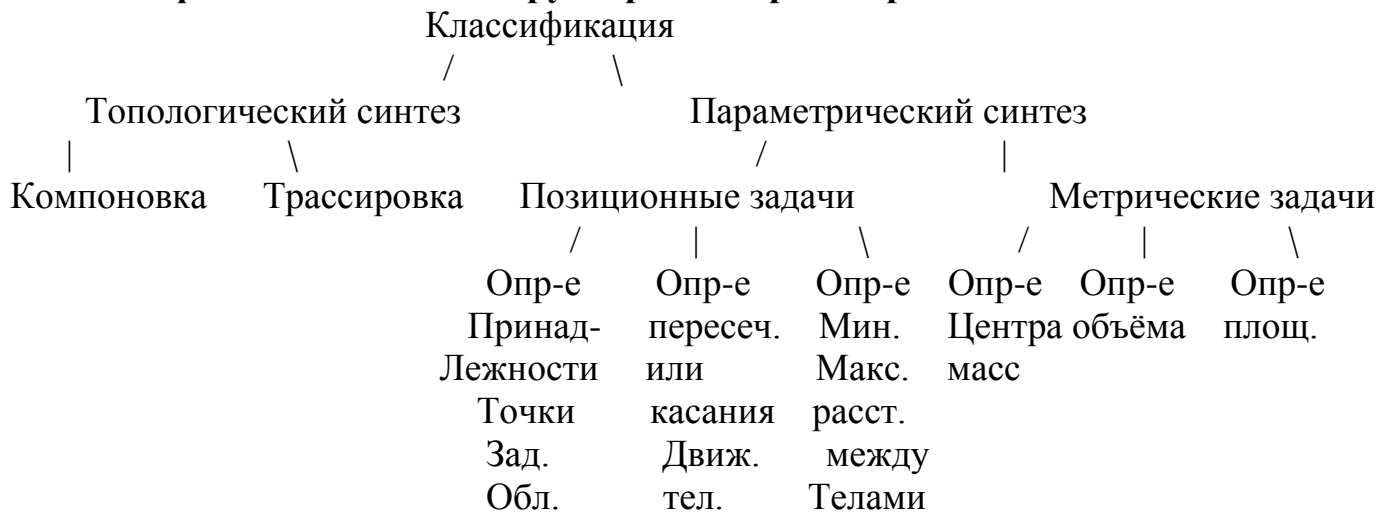 Классификация
/ \
Топологический синтез Параметрический синтез
| \ / |
Компоновка Трассировка Позиционные задачи Метрические задачи
/ | \ / | \
Опр-е Опр-е Опр-е Опр-е Опр-е Опр-е
Принад- пересеч. Мин. Центра объёма площ.
Лежности или Макс. масс
Точки касания расст.
Зад. Движ. между
Обл. тел. Телами